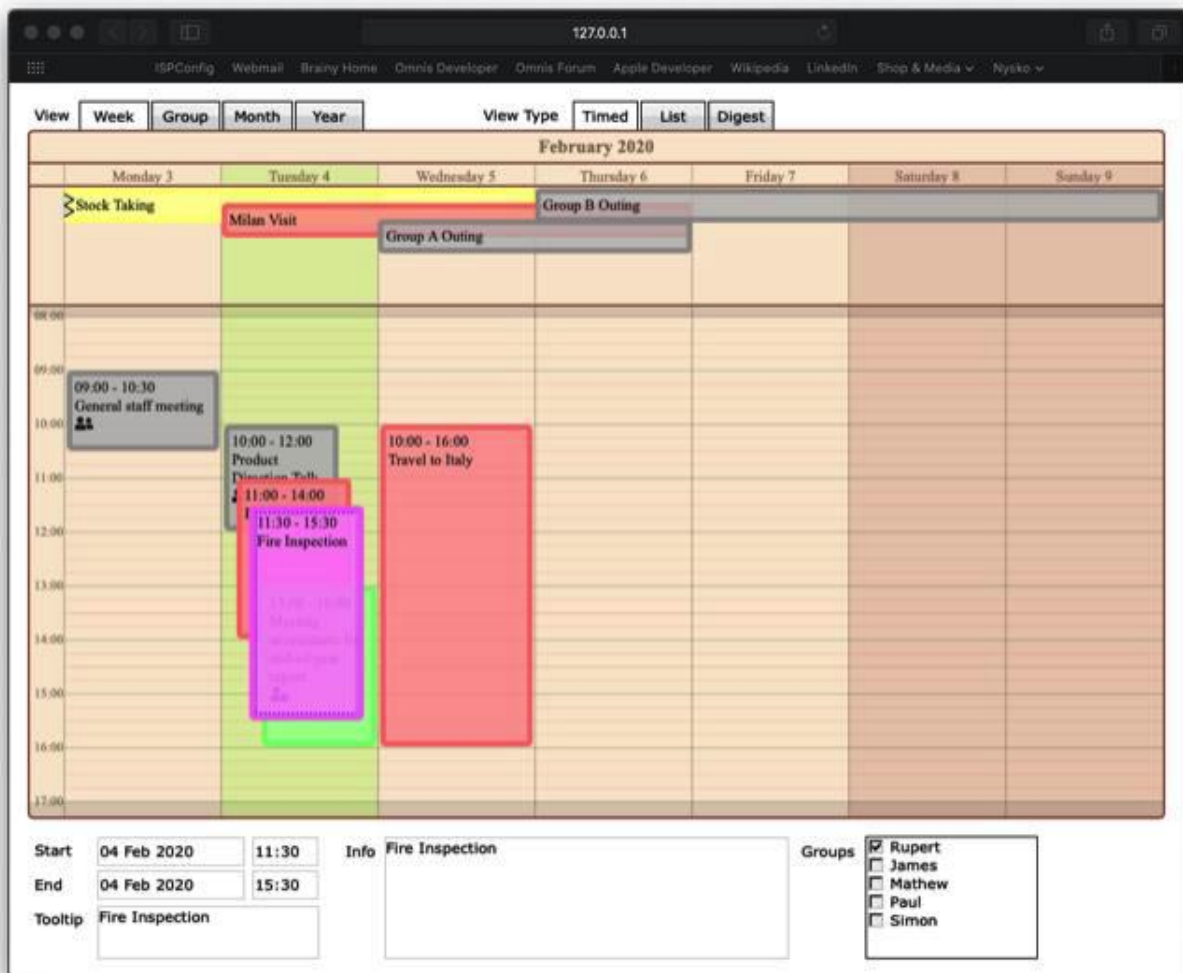 127.0.0.1
ISPConfig Webmail Brainy Home Omnis Developer Omnis Forum Apple Developer Wikipedia LinkedIn Shop & Media Nysko
View Week Group Month Year View Type Timed List Digest
February 2020
Monday 3 Tuesday 4 Wednesday 5 Thursday 6 Friday 7 Saturday 8 Sunday 9
Stock Taking
Group B Outing
Milan Visit
Group A Outing
08:00
09:00
09:00 - 10:30
General staff meeting
10:00
10:00 - 12:00
Product
Direction Talk
10:00 - 16:00
Travel to Italy
11:00
11:00 - 14:00
11:30 - 15:30
Fire Inspection
12:00
13:00
Meeting
14:00
report
15:00
16:00
17:00
Start 04 Feb 2020 11:30
End 04 Feb 2020 15:30
Tooltip Fire Inspection
Info Fire Inspection
Groups
Rupert
James
Mathew
Paul
Simon